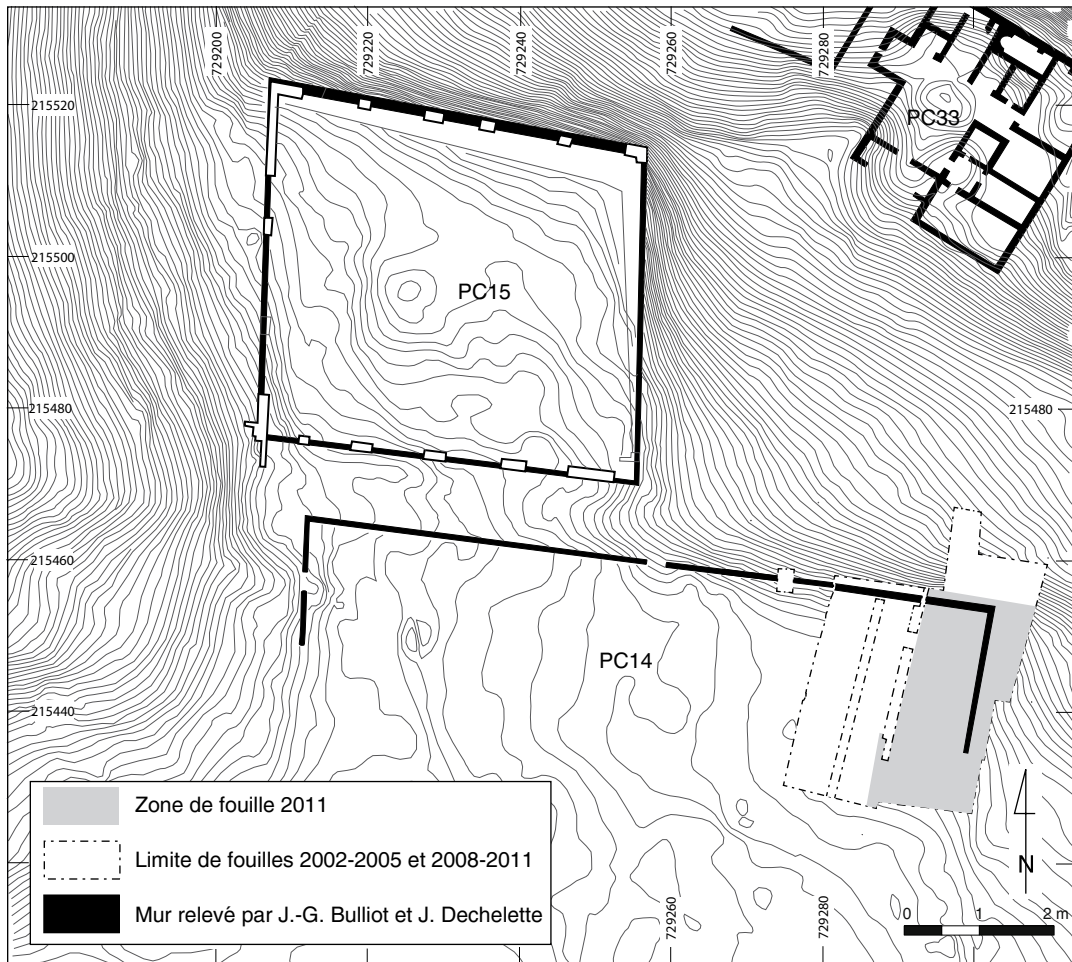 729200
729220
729240
729260
729280
215520
PC33
215500
PC15
215480
215480
215460
PC14
215440
Zone de fouille 2011
Limite de fouilles 2002-2005 et 2008-2011
Mur relevé par J.-G. Bulliot et J. Dechelette
729260
729280
N
0 1 2 m